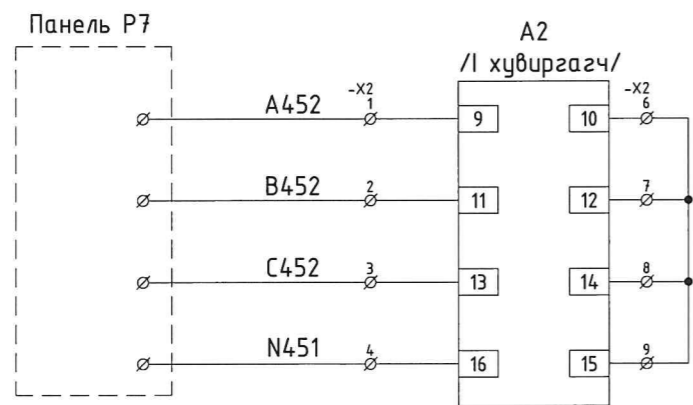 Панель Р7
А2
/I хувиргагч/
-X2
-X2
A452 1 9 10 6
B452 2 11 12 7
C452 3 13 14 8
N451 4 16 15 9